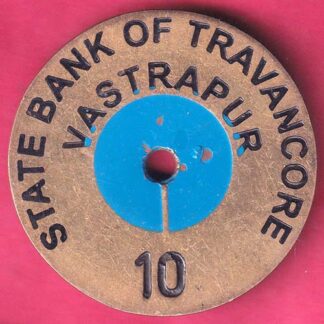 STATE BANK OF TRAVANCORE
VASTRAPUR
10